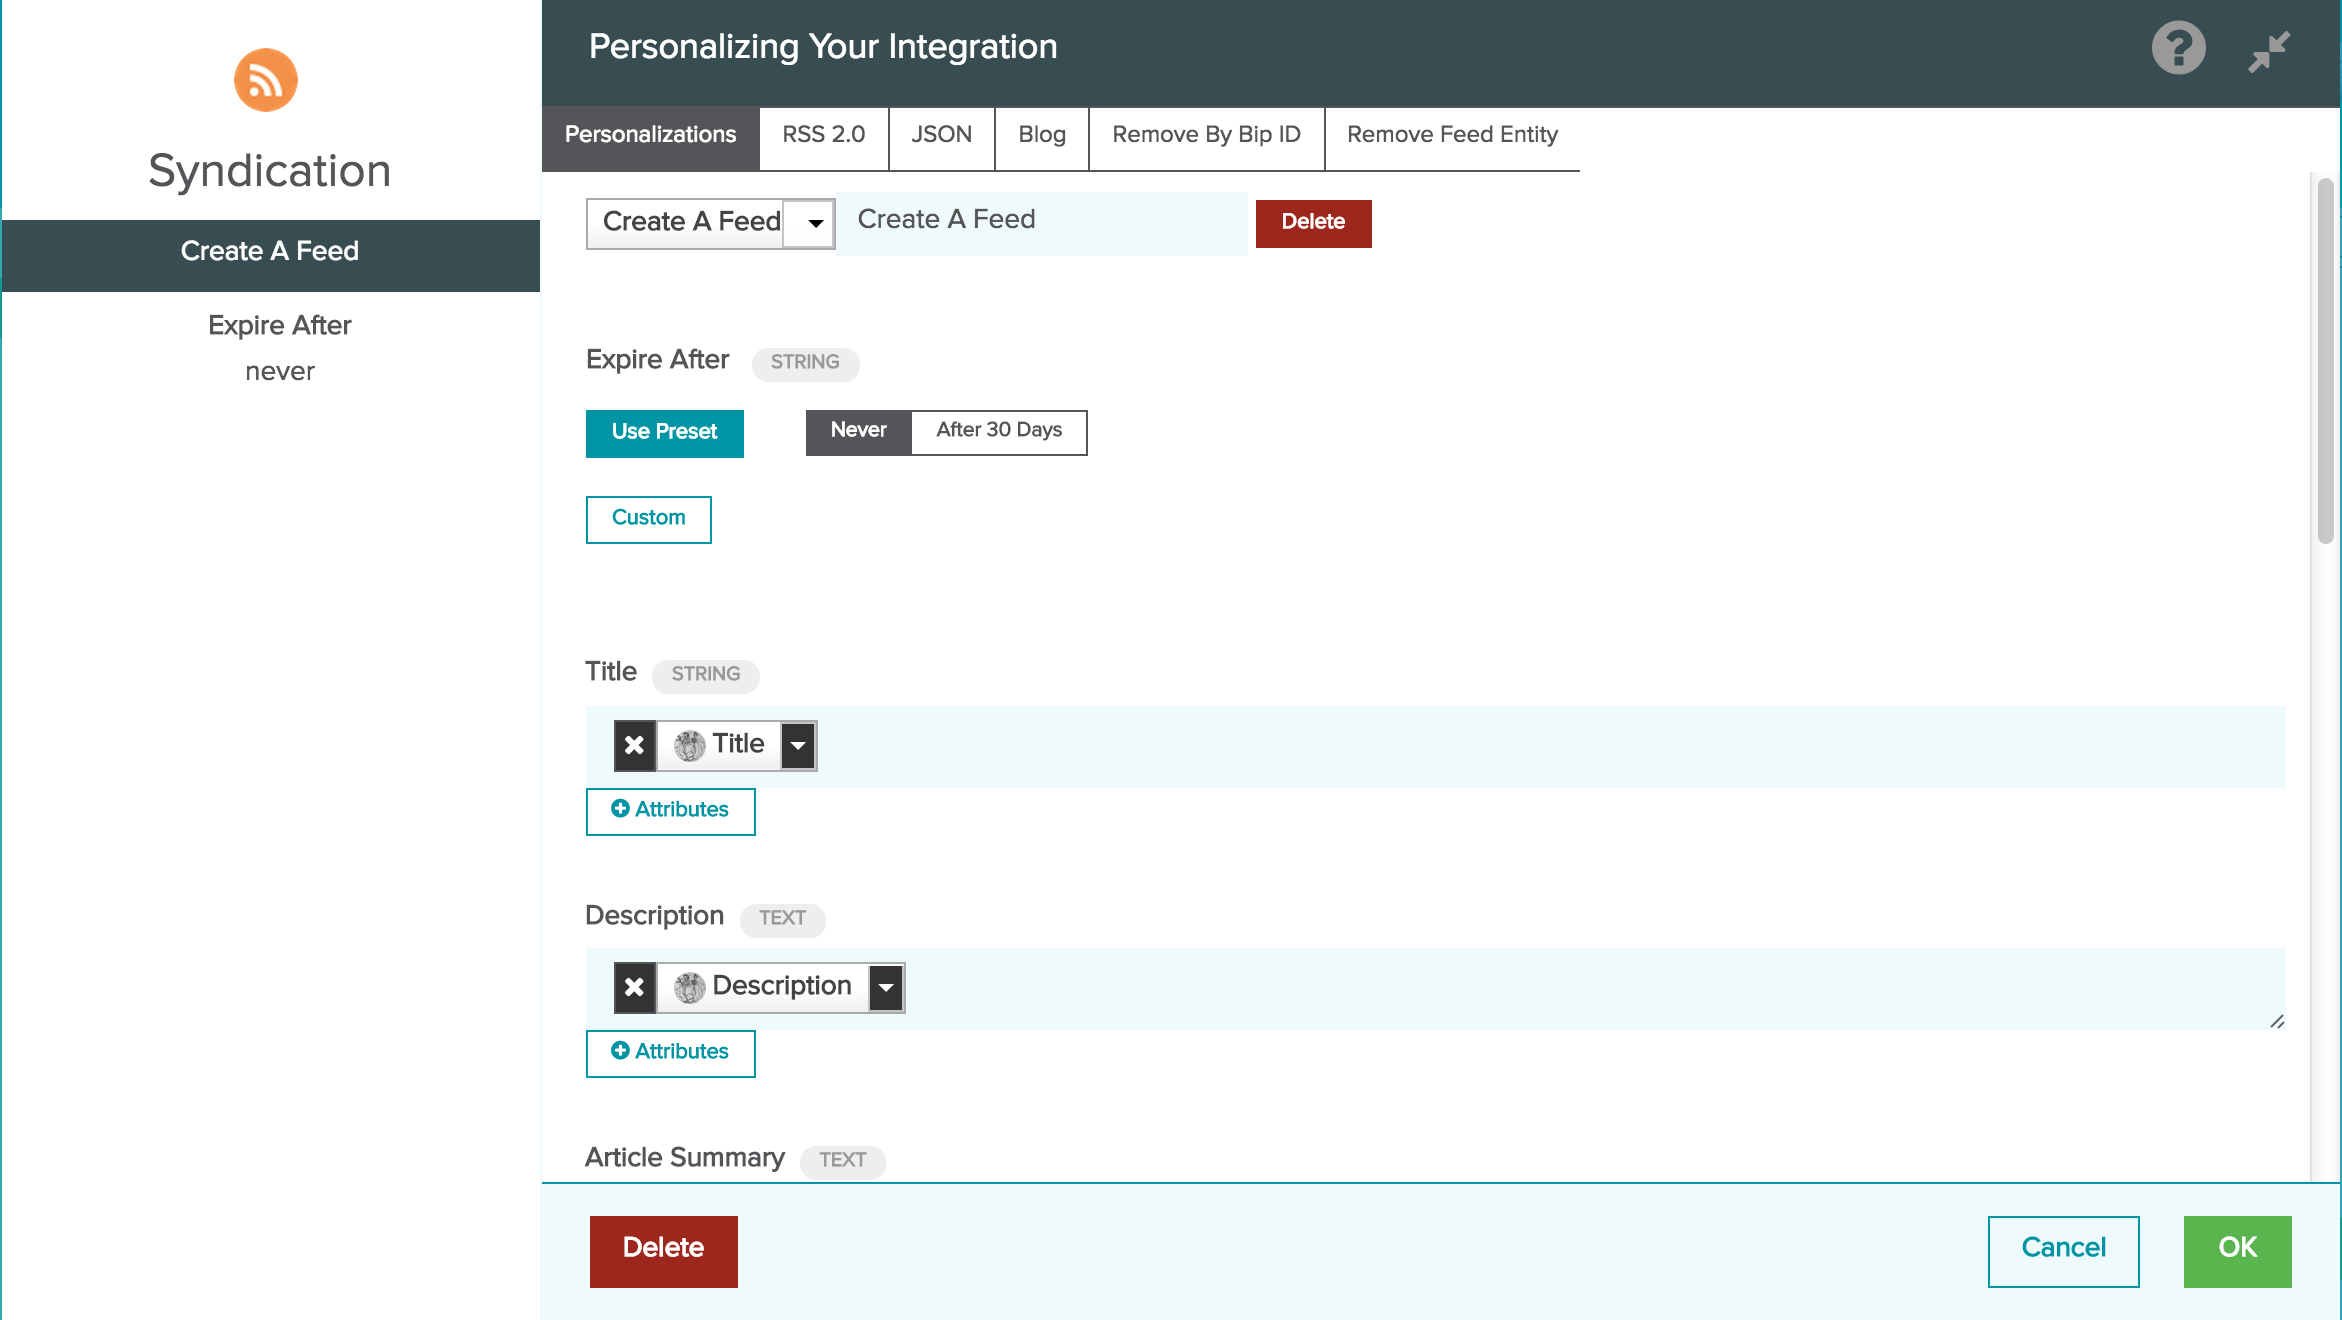 Syndication
Create A Feed
Expire After
never
Personalizing Your Integration
Personalizations
RSS 2.0
JSON
Blog
Remove By Bip ID
Remove Feed Entity
Create A Feed
Create A Feed
Delete
Expire After
STRING
Use Preset
Never
After 30 Days
Custom
Title
STRING
Title
Attributes
Description
TEXT
Description
Attributes
Article Summary
TEXT
Delete
Cancel
OK